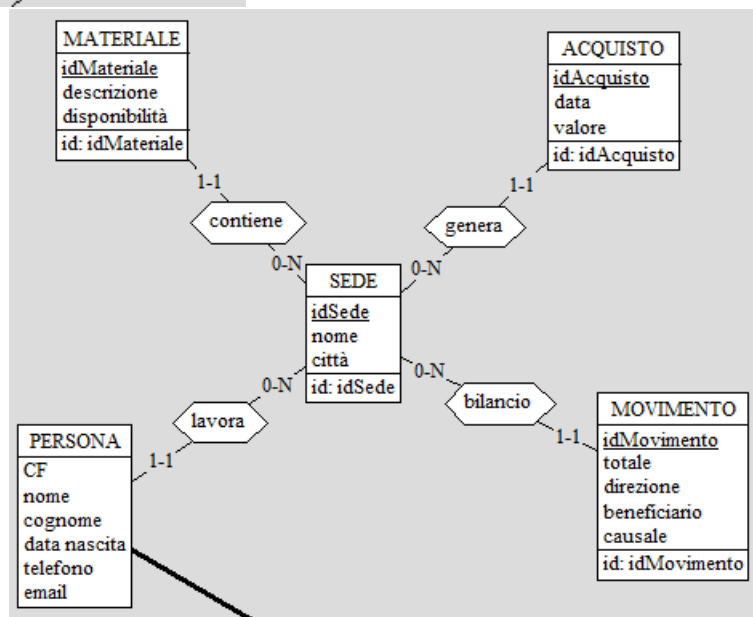 MATERIALE
idMateriale
descrizione
disponibilità
id: idMateriale
ACQUISTO
idAcquisto
data
valore
id: idAcquisto
1-1
1-1
contiene
genera
0-N
0-N
SEDE
idSede
nome
città
id: idSede
0-N
0-N
lavora
bilancio
1-1
1-1
PERSONA
CF
nome
cognome
data nascita
telefono
email
MOVIMENTO
idMovimento
totale
direzione
beneficiario
causale
id: idMovimento